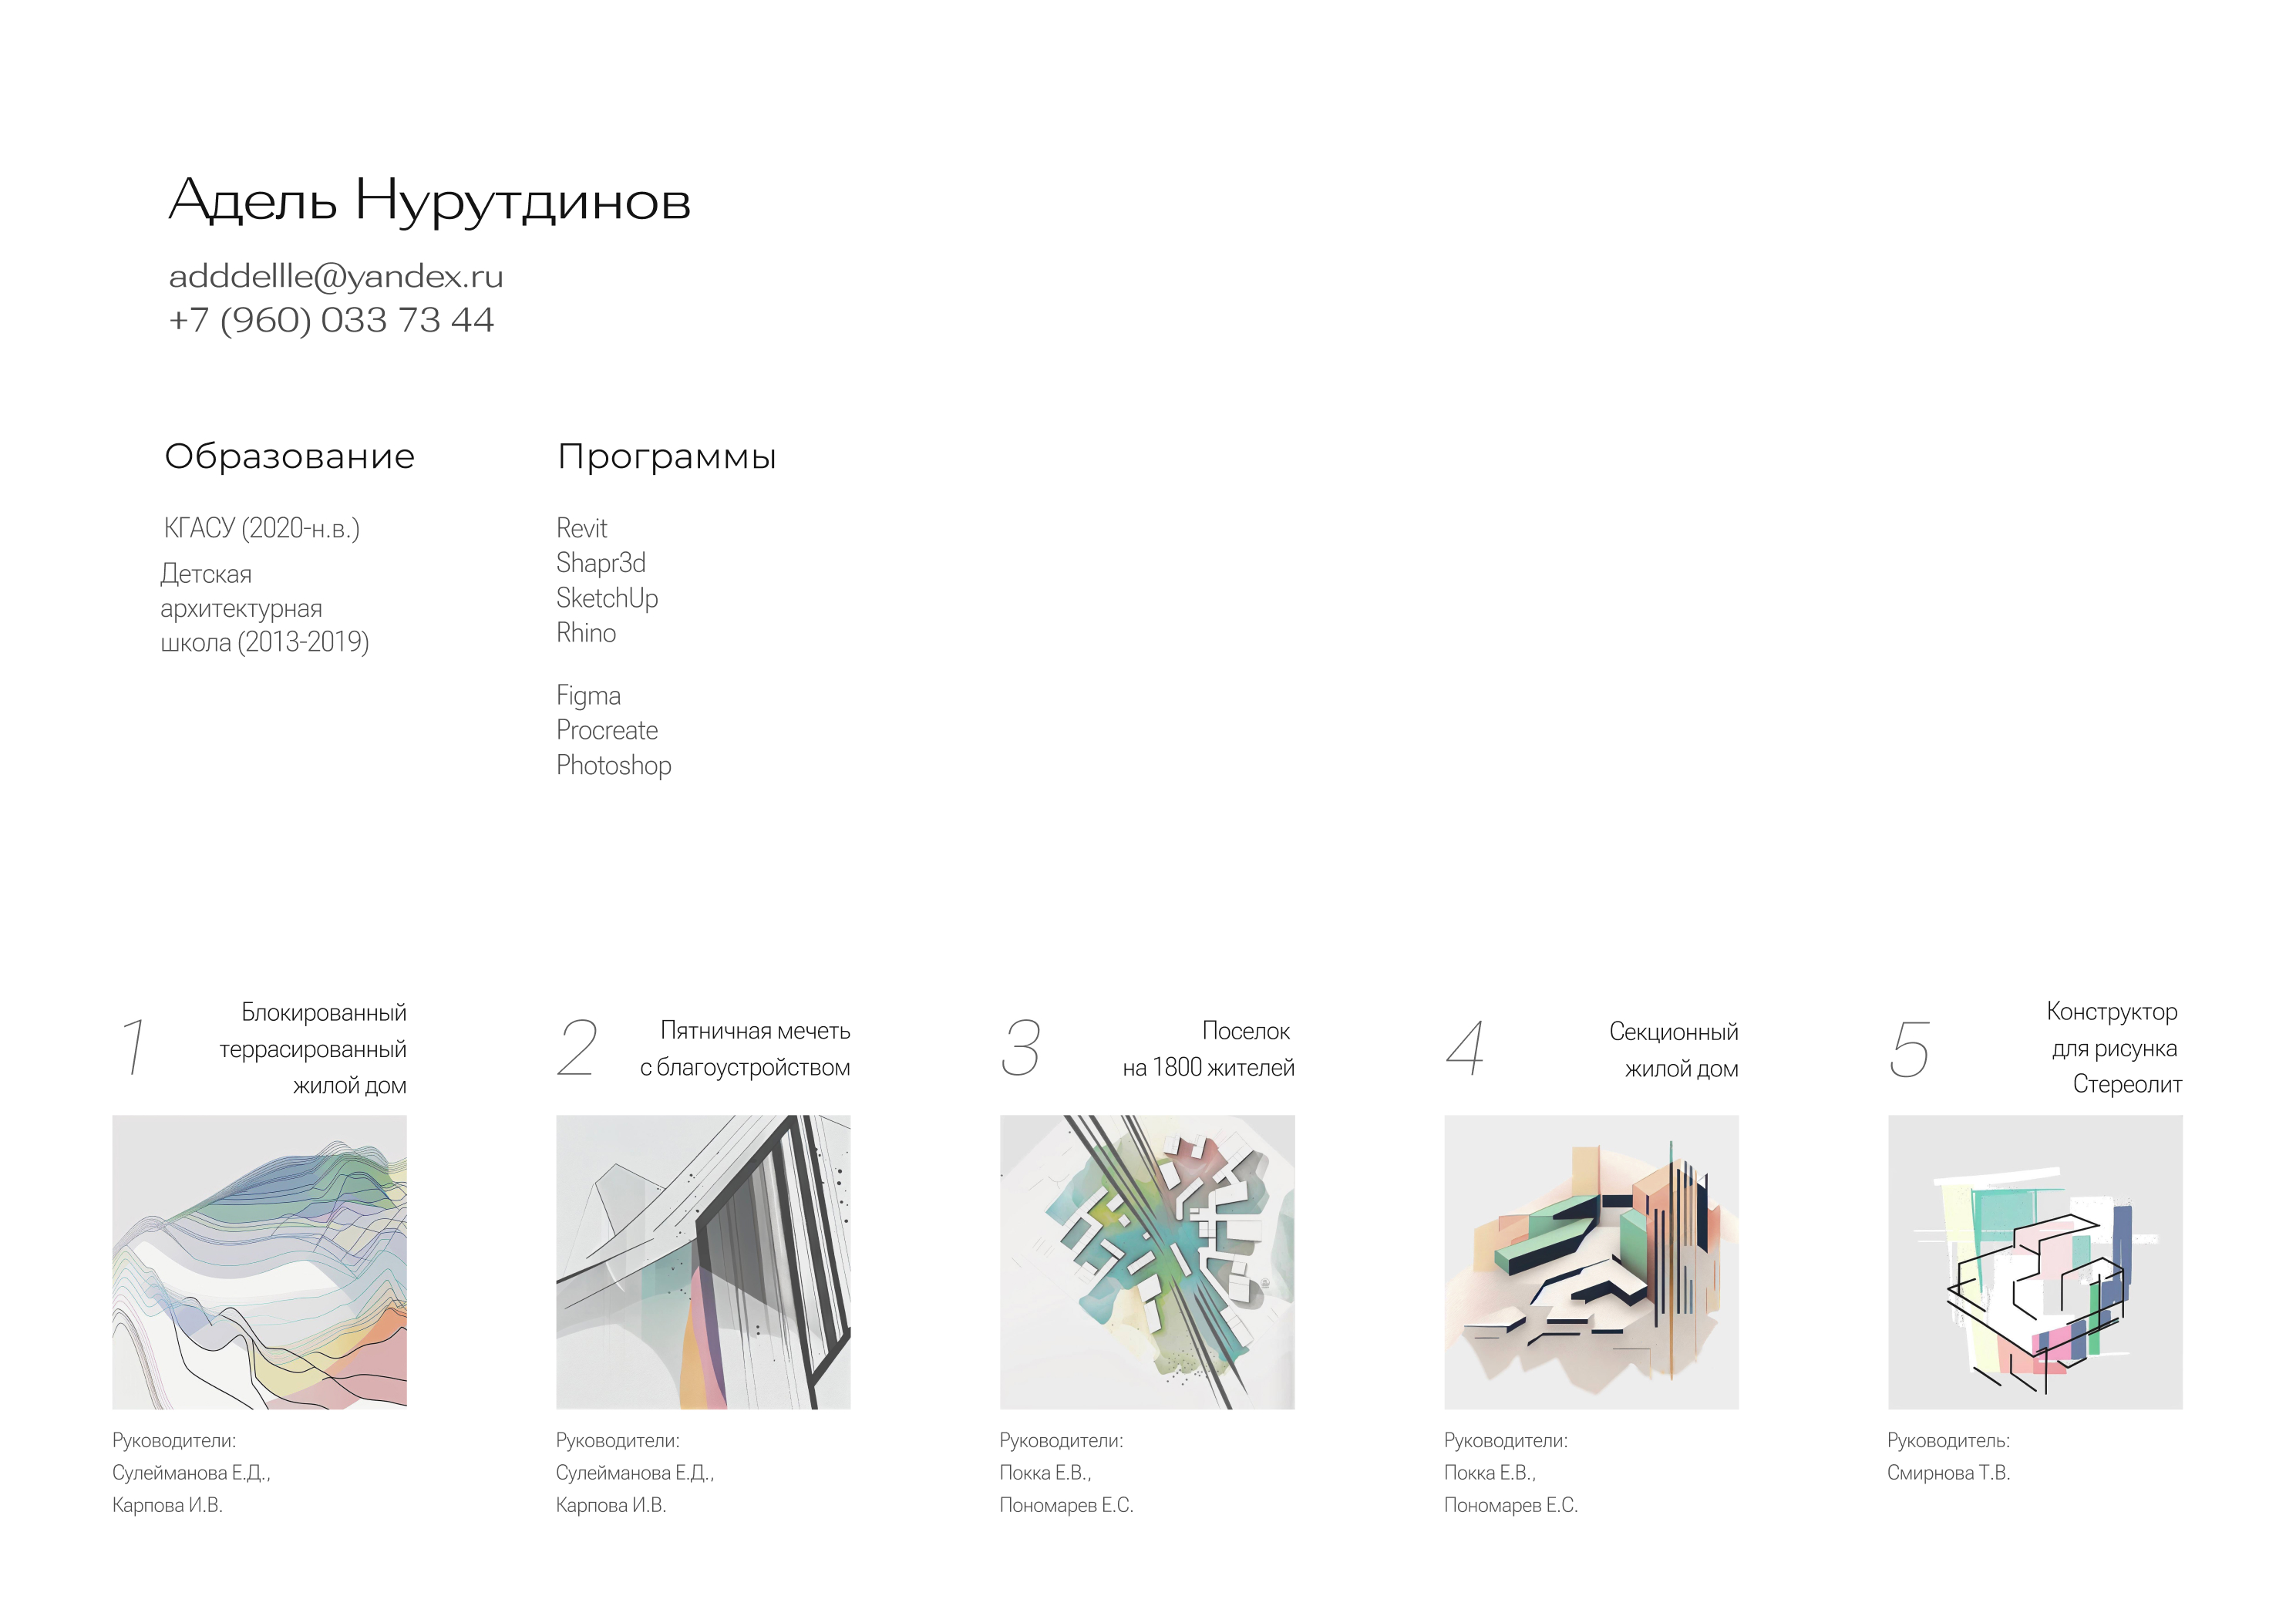 Адель Нурутдинов
adddellle@yandex.ru
+7 (960) 033 73 44
Образование
КГАСУ (2020-н.в.)
Детская
архитектурная
школа (2013-2019)
Программы
Revit
Shapr3d
SketchUp
Rhino
Figma
Procreate
Photoshop
1
Блокированный
террасированный
жилой дом
Руководители:
Сулейманова Е.Д.,
Карпова И.В.
2
Пятничная мечеть
с благоустройством
Руководители:
Сулейманова Е.Д.,
Карпова И.В.
3
Поселок
на 1800 жителей
Руководители:
Покка Е.В.,
Пономарев Е.С.
4
Секционный
жилой дом
Руководители:
Покка Е.В.,
Пономарев Е.С.
5
Конструктор
для рисунка
Стереолит
Руководитель:
Смирнова Т.В.